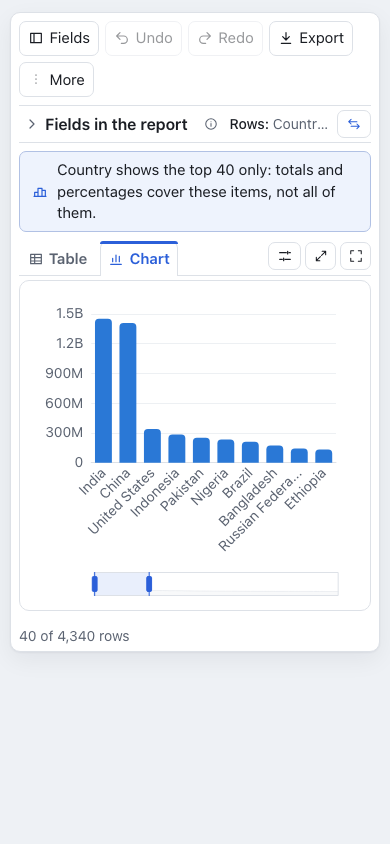 Fields
Undo
Redo
Export
More
Fields in the report
Rows: Countr...
Country shows the top 40 only: totals and
percentages cover these items, not all of
them.
Table
Chart
1.5B
1.2B
900M
600M
300M
0
India
China
United States
Indonesia
Pakistan
Nigeria
Brazil
Bangladesh
Russian Federa...
Ethiopia
40 of 4,340 rows